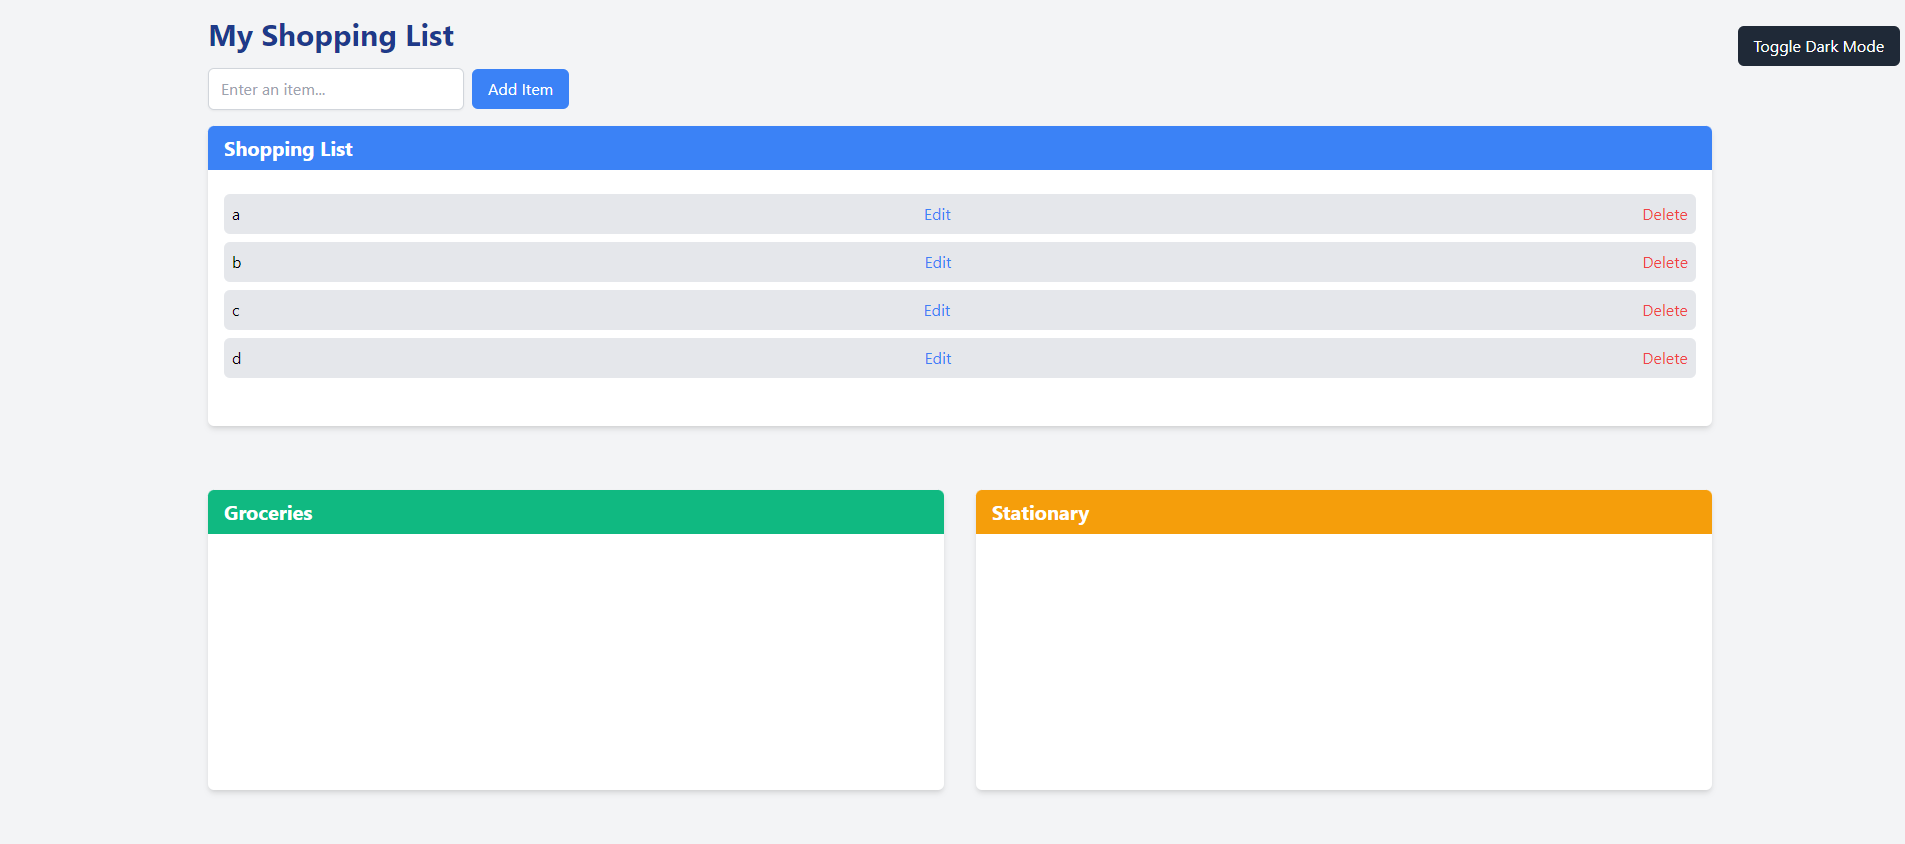 My Shopping List
Toggle Dark Mode
Enter an item... Add Item
Shopping List
a Edit Delete
b Edit Delete
c Edit Delete
d Edit Delete
Groceries
Stationary